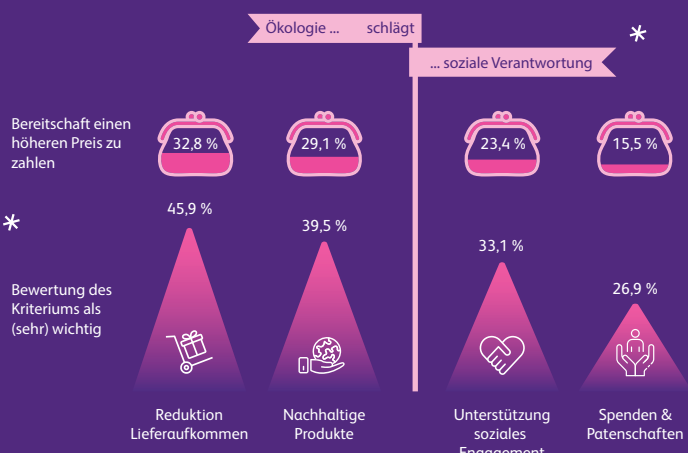 Ökologie ... schlägt
... soziale Verantwortung
*
Bereitschaft einen
höheren Preis zu
zahlen
32,8 %
29,1 %
23,4 %
15,5 %
*
Bewertung des
Kriteriums als
(sehr) wichtig
45,9 %
39,5 %
33,1 %
26,9 %
Reduktion
Lieferaufkommen
Nachhaltige
Produkte
Unterstützung
soziales
Engagement
Spenden &
Patenschaften